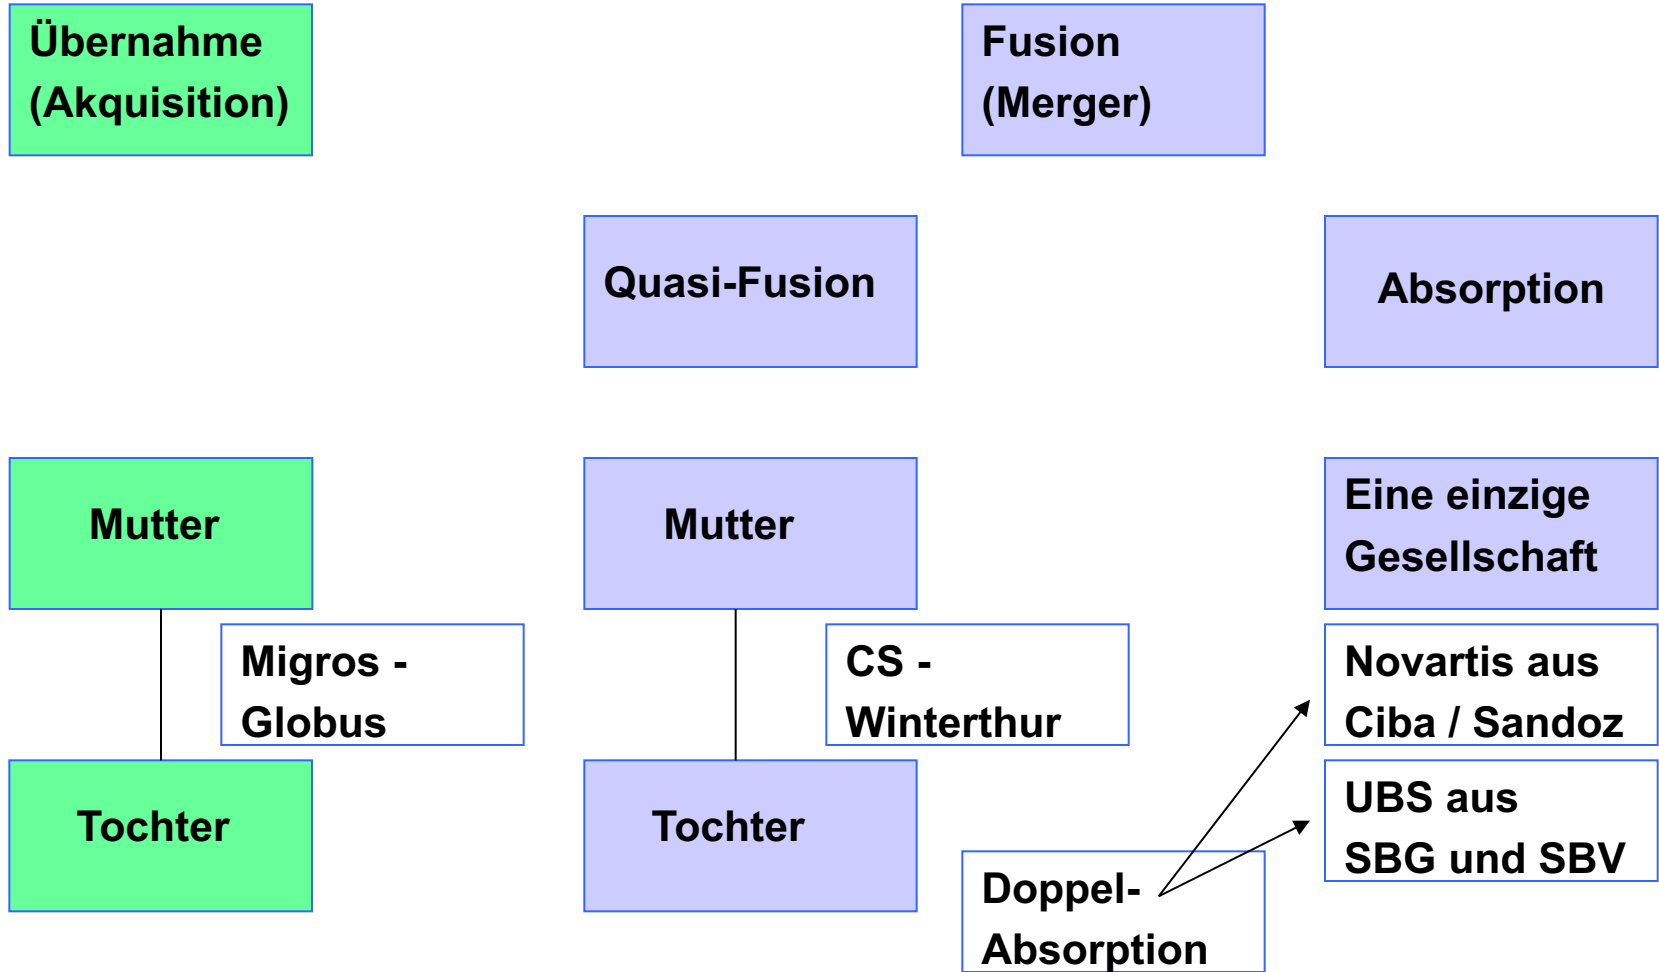 Übernahme
(Akquisition)
Fusion
(Merger)
Quasi-Fusion
Absorption
Mutter
Mutter
Eine einzige
Gesellschaft
Migros -
Globus
CS -
Winterthur
Novartis aus
Ciba / Sandoz
Tochter
Tochter
UBS aus
SBG und SBV
Doppel-
Absorption